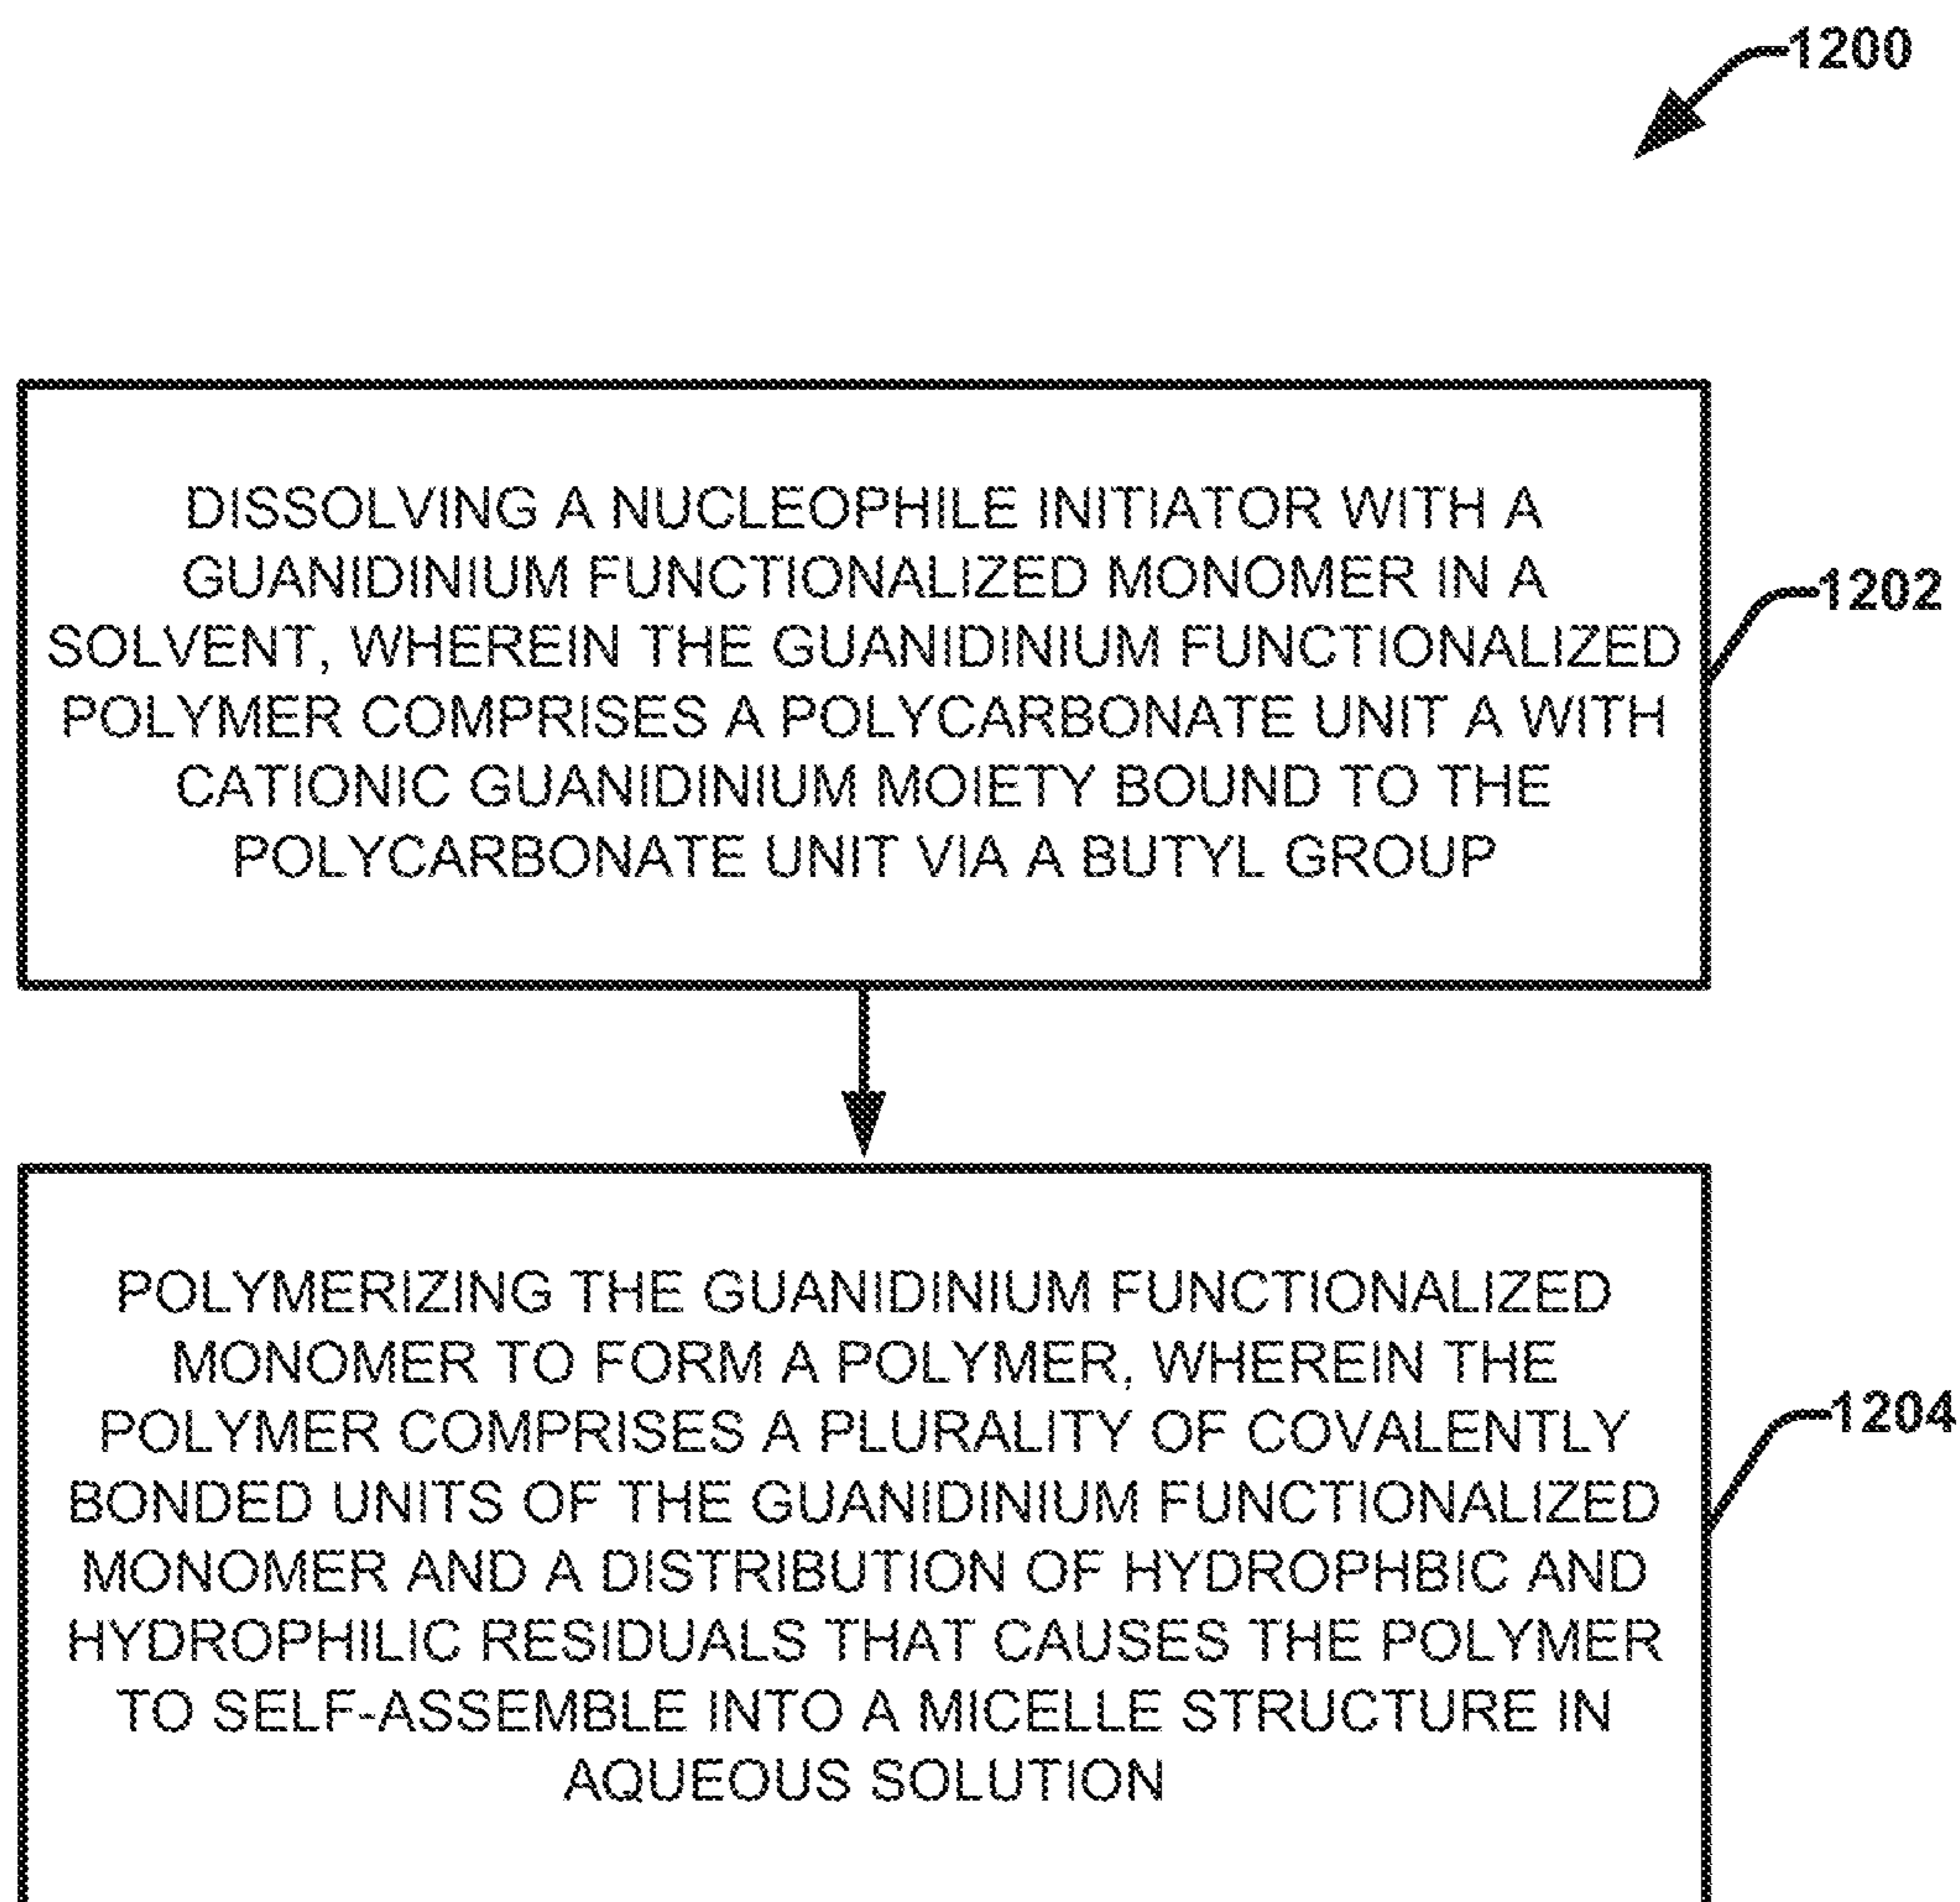 1200
DISSOLVING A NUCLEOPHILE INITIATOR WITH A
GUANIDINIUM FUNCTIONALIZED MONOMER IN A
SOLVENT, WHEREIN THE GUANIDINIUM FUNCTIONALIZED
POLYMER COMPRISES A POLYCARBONATE UNIT A WITH
CATIONIC GUANIDINIUM MOIETY BOUND TO THE
POLYCARBONATE UNIT VIA A BUTYL GROUP
1202
POLYMERIZING THE GUANIDINIUM FUNCTIONALIZED
MONOMER TO FORM A POLYMER, WHEREIN THE
POLYMER COMPRISES A PLURALITY OF COVALENTLY
BONDED UNITS OF THE GUANIDINIUM FUNCTIONALIZED
MONOMER AND A DISTRIBUTION OF HYDROPHBIC AND
HYDROPHILIC RESIDUALS THAT CAUSES THE POLYMER
TO SELF-ASSEMBLE INTO A MICELLE STRUCTURE IN
AQUEOUS SOLUTION
1204